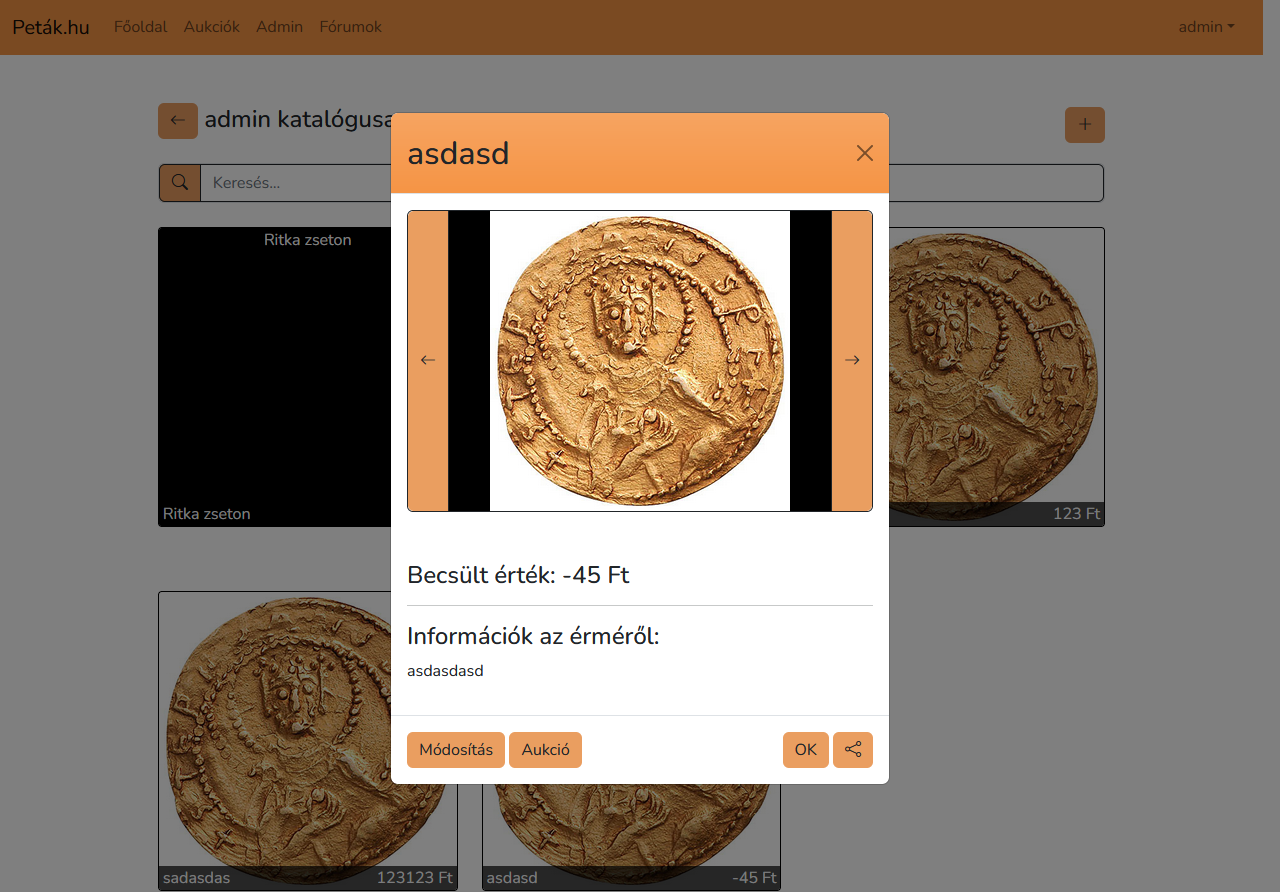 Peták.hu Főoldal Aukciók Admin Fórumok admin
admin katalógusa
Keresés...
Ritka zseton
Ritka zseton
123 Ft
asdasd
Becsült érték: -45 Ft
Információk az érméről:
asdasdasd
Módosítás Aukció OK
sadasdas 123123 Ft
asdasd -45 Ft